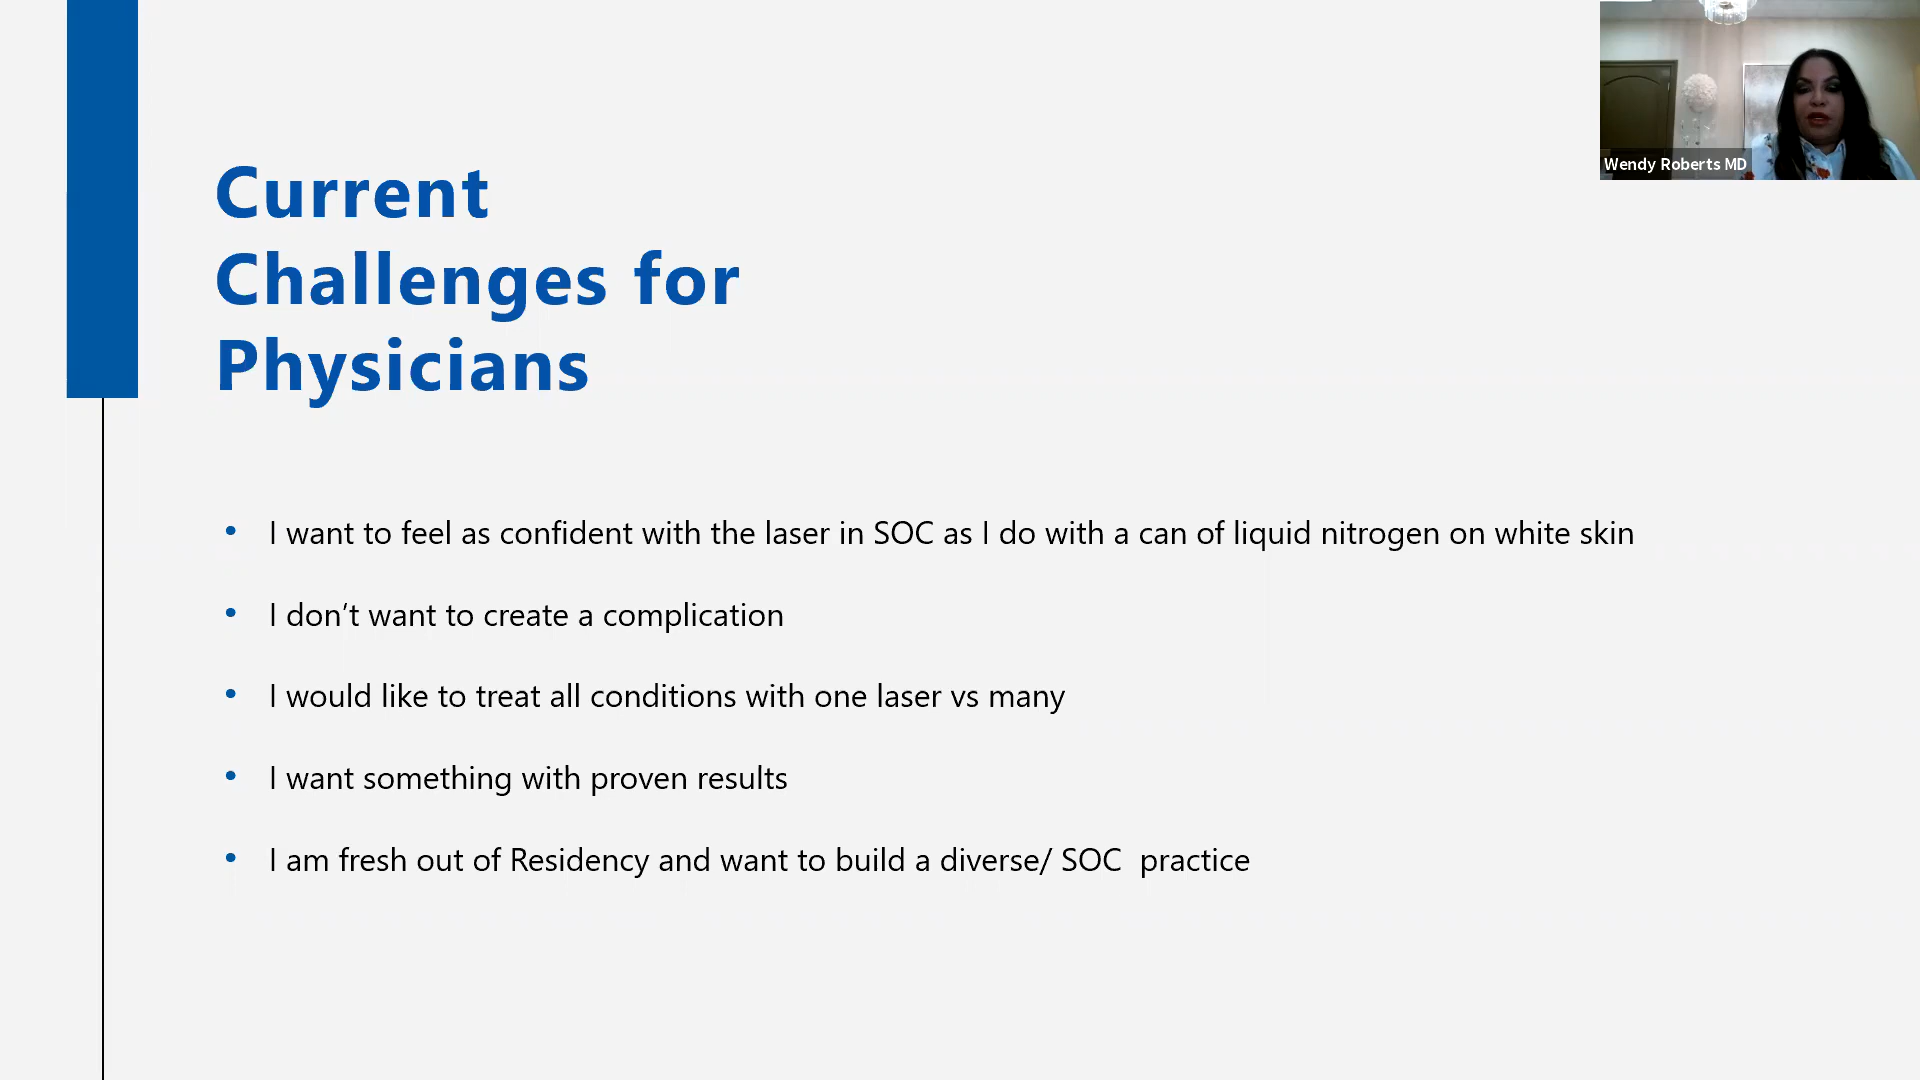 Current
Challenges for
Physicians
Wendy Roberts MD
• I want to feel as confident with the laser in SOC as I do with a can of liquid nitrogen on white skin
• I don’t want to create a complication
• I would like to treat all conditions with one laser vs many
• I want something with proven results
• I am fresh out of Residency and want to build a diverse/ SOC  practice